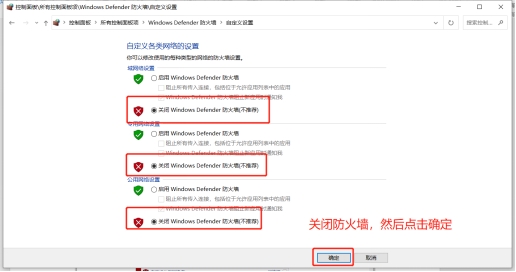 控制面板\所有控制面板项\Windows Defender 防火墙\自定义设置
控制面板 › 所有控制面板项 › Windows Defender 防火墙 › 自定义设置
搜索控制...
自定义各类网络的设置
你可以修改使用的每种类型的网络的防火墙设置。
域网络设置
启用 Windows Defender 防火墙
阻止所有传入连接，包括位于允许应用列表中的应用
Windows Defender 防火墙阻止新应用时通知我
关闭 Windows Defender 防火墙(不推荐)
专用网络设置
启用 Windows Defender 防火墙
阻止所有传入连接，包括位于允许应用列表中的应用
Windows Defender 防火墙阻止新应用时通知我
关闭 Windows Defender 防火墙(不推荐)
公用网络设置
启用 Windows Defender 防火墙
阻止所有传入连接，包括位于允许应用列表中的应用
Windows Defender 防火墙阻止新应用时通知我
关闭 Windows Defender 防火墙(不推荐)
关闭防火墙，然后点击确定
确定
取消